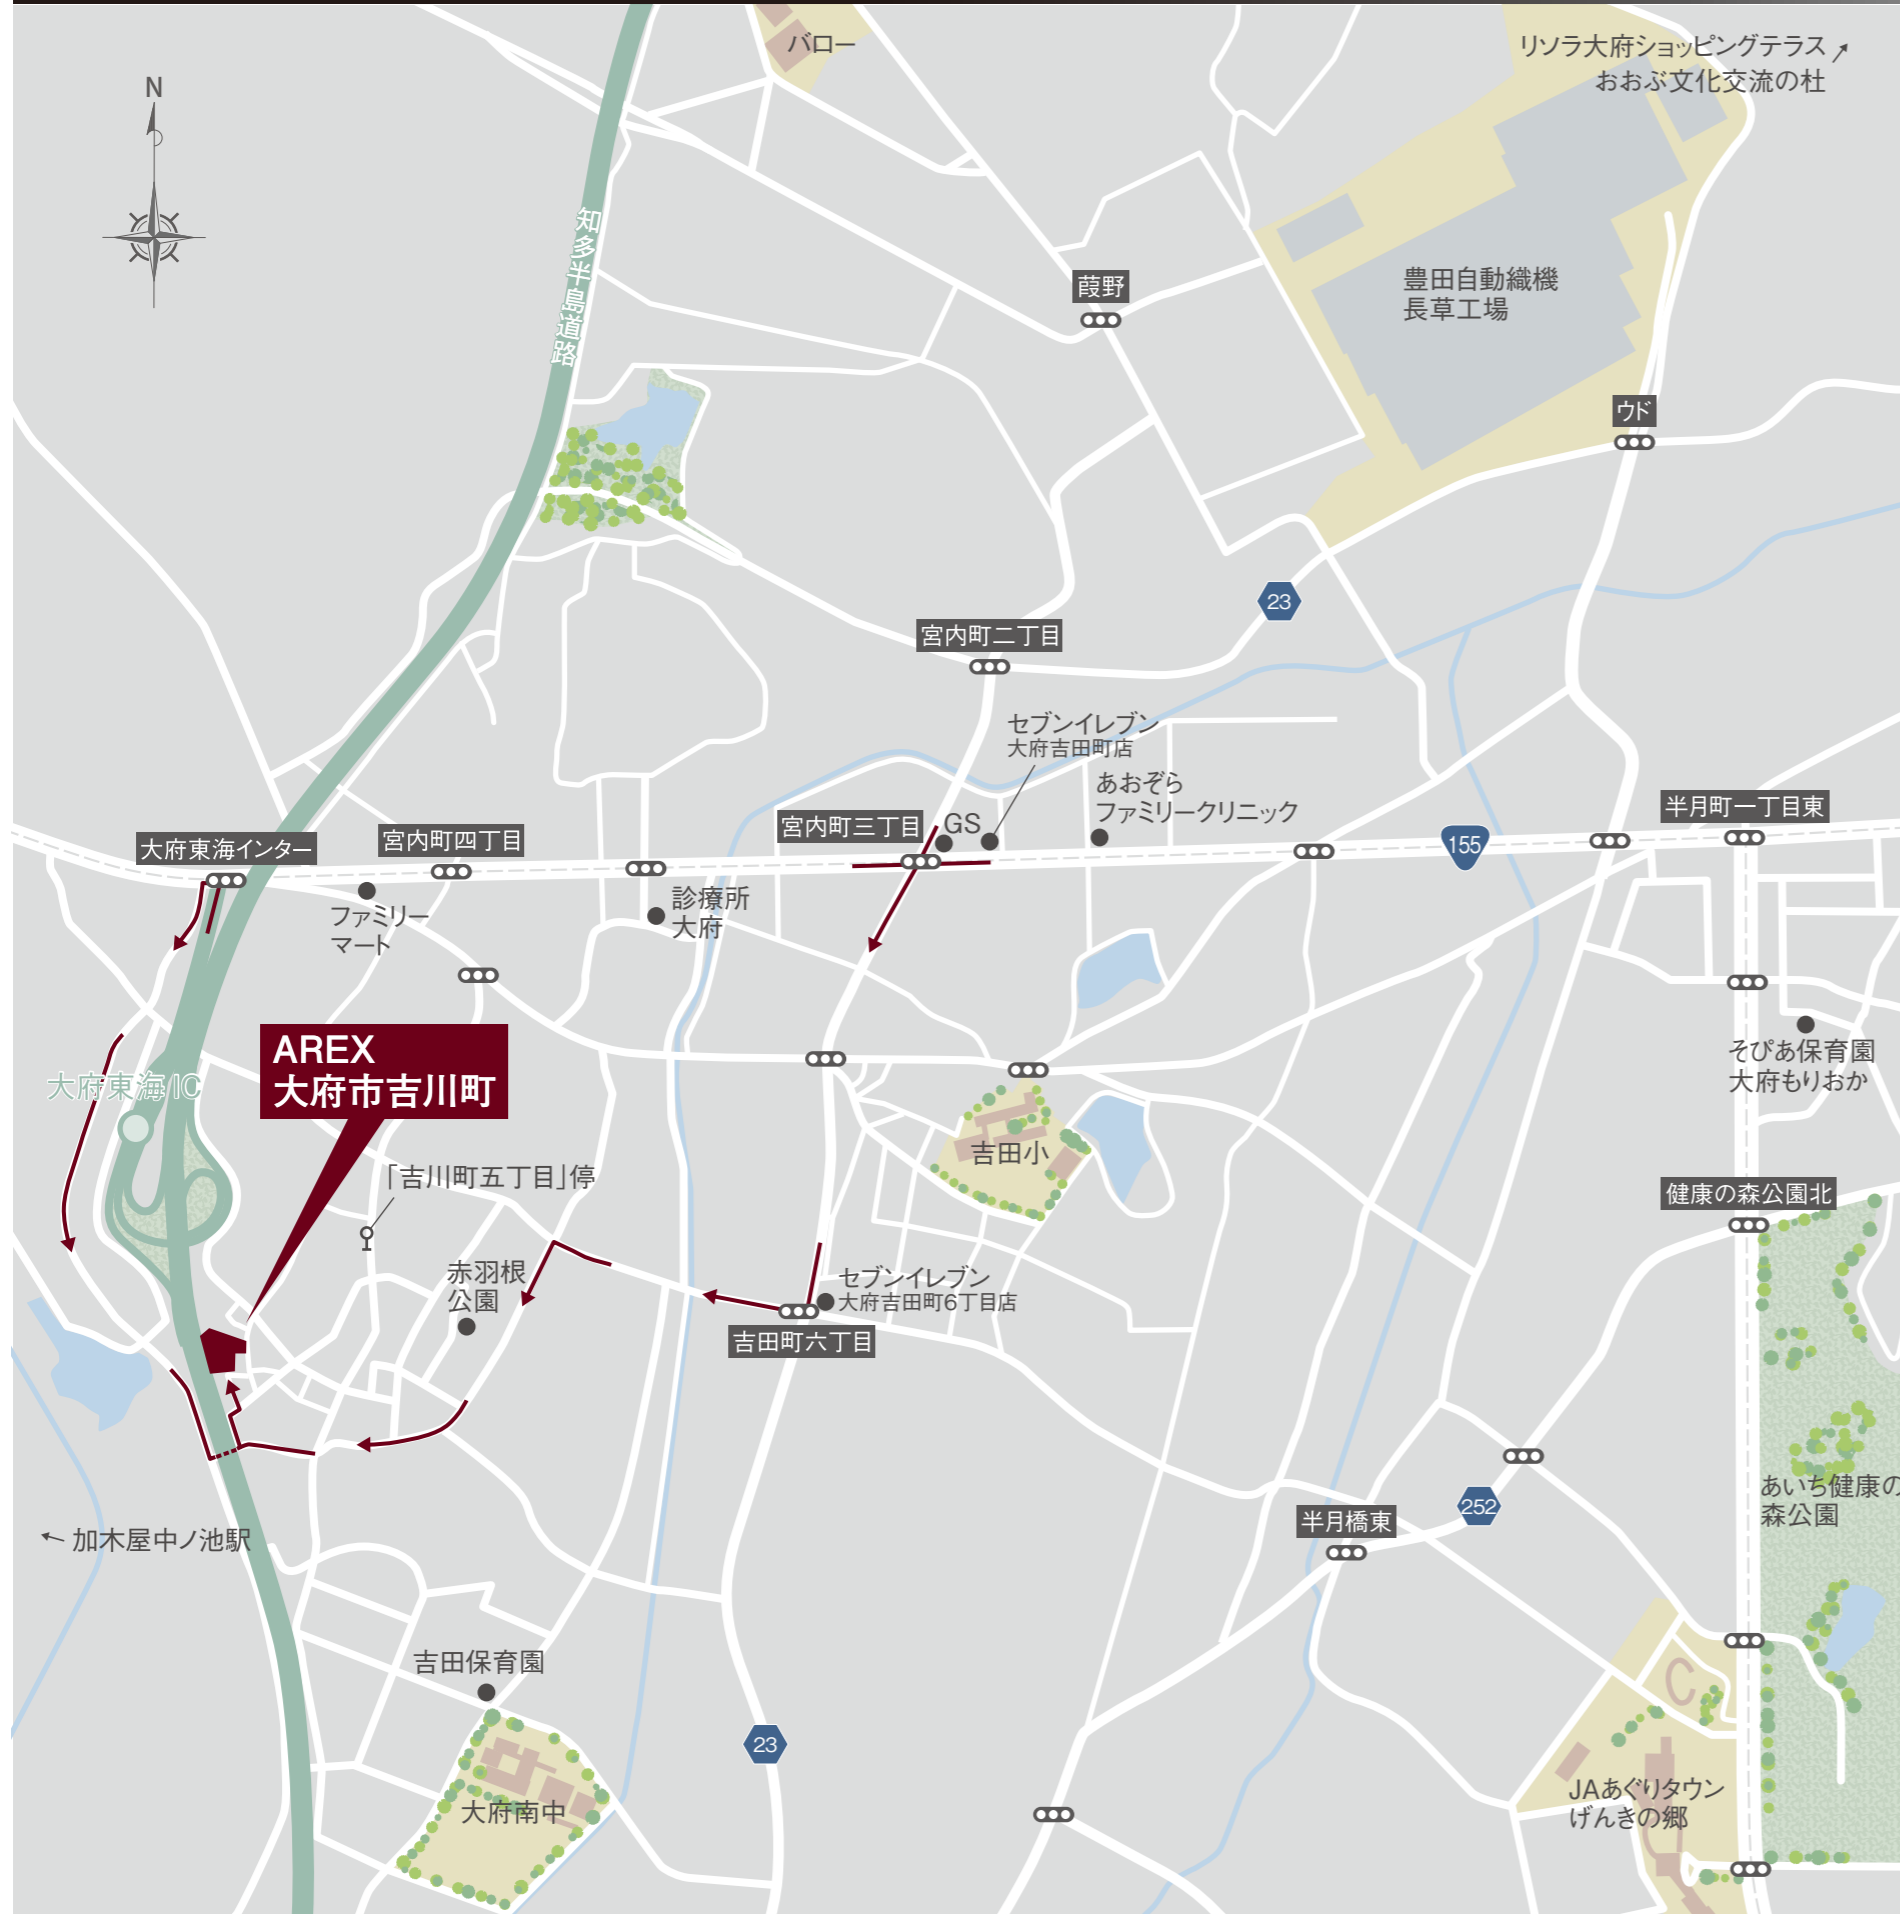 バロー
リソラ大府ショッピングテラス
おおぶ文化交流の杜
N
知多半島道路
葭野
豊田自動織機
長草工場
ウド
23
宮内町二丁目
セブンイレブン
大府吉田町店
あおぞら
ファミリークリニック
半月町一丁目東
宮内町三丁目
GS
155
大府東海インター
宮内町四丁目
ファミリー
マート
診療所
大府
AREX
大府市吉川町
大府東海IC
そぴあ保育園
大府もりおか
吉田小
「吉川町五丁目」停
健康の森公園北
赤羽根
公園
セブンイレブン
大府吉田町6丁目店
吉田町六丁目
あいち健康の
森公園
252
半月橋東
← 加木屋中ノ池駅
吉田保育園
23
大府南中
JAあぐりタウン
げんきの郷